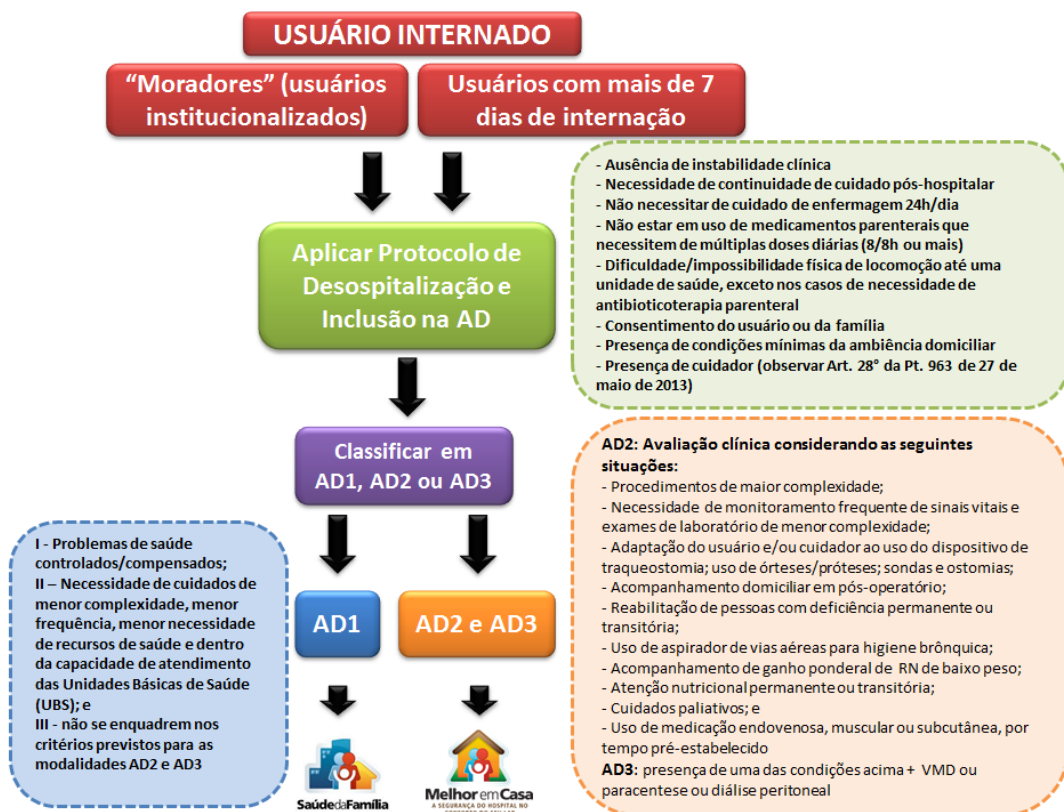 USUÁRIO INTERNADO
“Moradores” (usuários
institucionalizados)
Usuários com mais de 7
dias de internação
- Ausência de instabilidade clínica
- Necessidade de continuidade de cuidado pós-hospitalar
- Não necessitar de cuidado de enfermagem 24h/dia
- Não estar em uso de medicamentos parenterais que
necessitem de múltiplas doses diárias (8/8h ou mais)
- Dificuldade/impossibilidade física de locomoção até uma
unidade de saúde, exceto nos casos de necessidade de
antibioticoterapia parenteral
- Consentimento do usuário ou da família
- Presença de condições mínimas da ambiência domiciliar
- Presença de cuidador (observar Art. 28° da Pt. 963 de 27 de
maio de 2013)
Aplicar Protocolo de
Desospitalização e
Inclusão na AD
Classificar em
AD1, AD2 ou AD3
AD2: Avaliação clínica considerando as seguintes
situações:
- Procedimentos de maior complexidade;
- Necessidade de monitoramento frequente de sinais vitais e
exames de laboratório de menor complexidade;
- Adaptação do usuário e/ou cuidador ao uso do dispositivo de
traqueostomia; uso de órteses/próteses; sondas e ostomias;
- Acompanhamento domiciliar em pós-operatório;
- Reabilitação de pessoas com deficiência permanente ou
transitória;
- Uso de aspirador de vias aéreas para higiene brônquica;
- Acompanhamento de ganho ponderal de RN de baixo peso;
- Atenção nutricional permanente ou transitória;
- Cuidados paliativos; e
- Uso de medicação endovenosa, muscular ou subcutânea, por
tempo pré-estabelecido
AD3: presença de uma das condições acima + VMD ou
paracentese ou diálise peritoneal
I - Problemas de saúde
controlados/compensados;
II – Necessidade de cuidados de
menor complexidade, menor
frequência, menor necessidade
de recursos de saúde e dentro
da capacidade de atendimento
das Unidades Básicas de Saúde
(UBS); e
III - não se enquadrem nos
critérios previstos para as
modalidades AD2 e AD3
AD1
AD2 e AD3
SaúdedaFamília
Melhor em Casa
A SEGURANÇA DO HOSPITAL NO